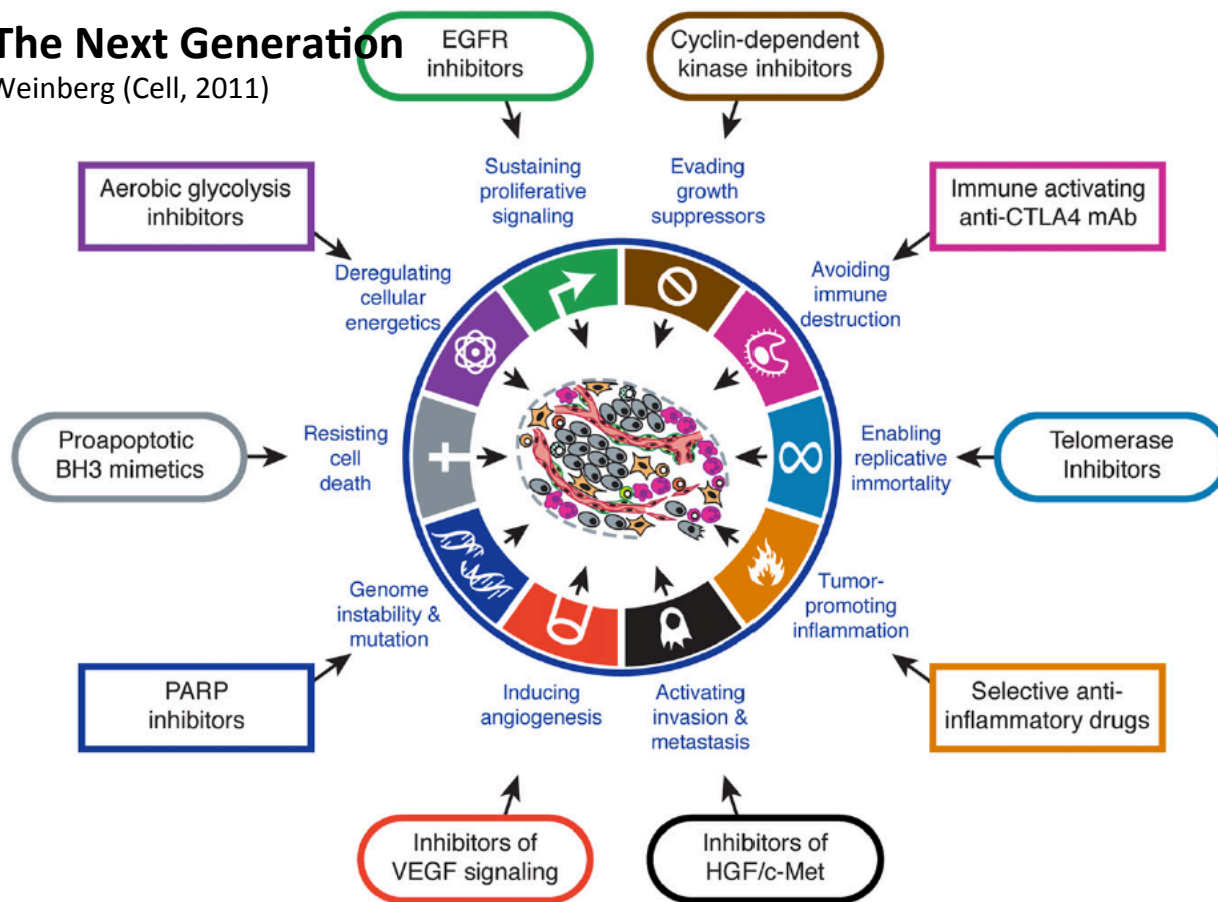 The Next Generation
Weinberg (Cell, 2011)
EGFR
inhibitors
Cyclin-dependent
kinase inhibitors
Sustaining
proliferative
signaling
Evading
growth
suppressors
Aerobic glycolysis
inhibitors
Immune activating
anti-CTLA4 mAb
Deregulating
cellular
energetics
Avoiding
immune
destruction
Proapoptotic
BH3 mimetics
Resisting
cell
death
Enabling
replicative
immortality
Telomerase
Inhibitors
Genome
instability &
mutation
Tumor-
promoting
inflammation
PARP
inhibitors
Inducing
angiogenesis
Activating
invasion &
metastasis
Selective anti-
inflammatory drugs
Inhibitors of
VEGF signaling
Inhibitors of
HGF/c-Met